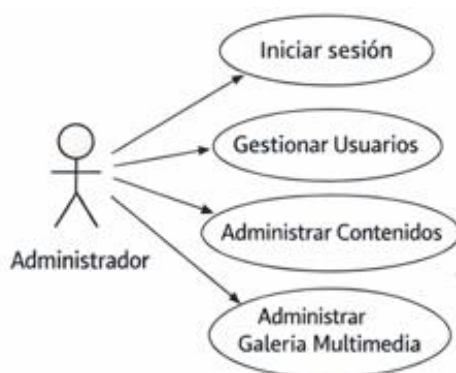 Iniciar sesión
Gestionar Usuarios
Administrar Contenidos
Administrador
Administrar
Galeria Multimedia